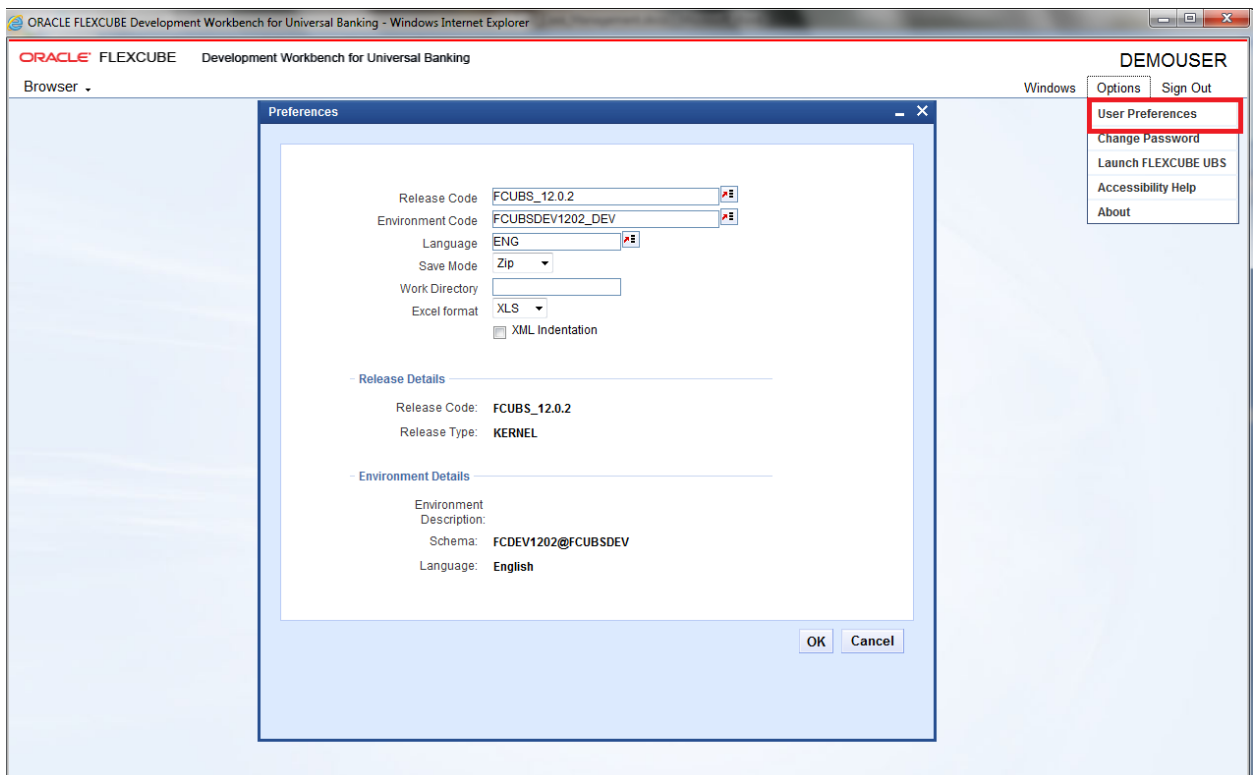 ORACLE FLEXCUBE Development Workbench for Universal Banking - Windows Internet Explorer
ORACLE FLEXCUBE Development Workbench for Universal Banking
DEMOUSER
Browser
Windows Options Sign Out
Preferences
User Preferences
Change Password
Launch FLEXCUBE UBS
Accessibility Help
About
Release Code FCUBS_12.0.2
Environment Code FCUBSDEV1202_DEV
Language ENG
Save Mode Zip
Work Directory
Excel format XLS
XML Indentation
Release Details
Release Code: FCUBS_12.0.2
Release Type: KERNEL
Environment Details
Environment
Description:
Schema: FCDEV1202@FCUBSDEV
Language: English
OK Cancel